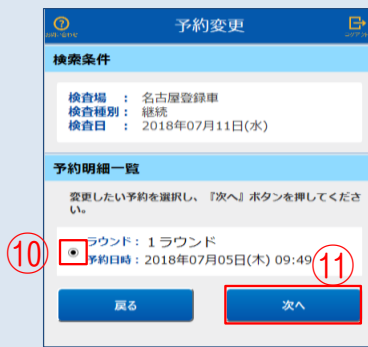 予約変更
お問い合わせ
ログアウト
検索条件
検査場 : 名古屋登録車
検査種別: 継続
検査日 : 2018年07月11日(水)
予約明細一覧
変更したい予約を選択し、『次へ』ボタンを押してくださ
い。
⑩
ラウンド: 1 ラウンド
予約日時: 2018年07月05日(木) 09:49
⑪
戻る
次へ